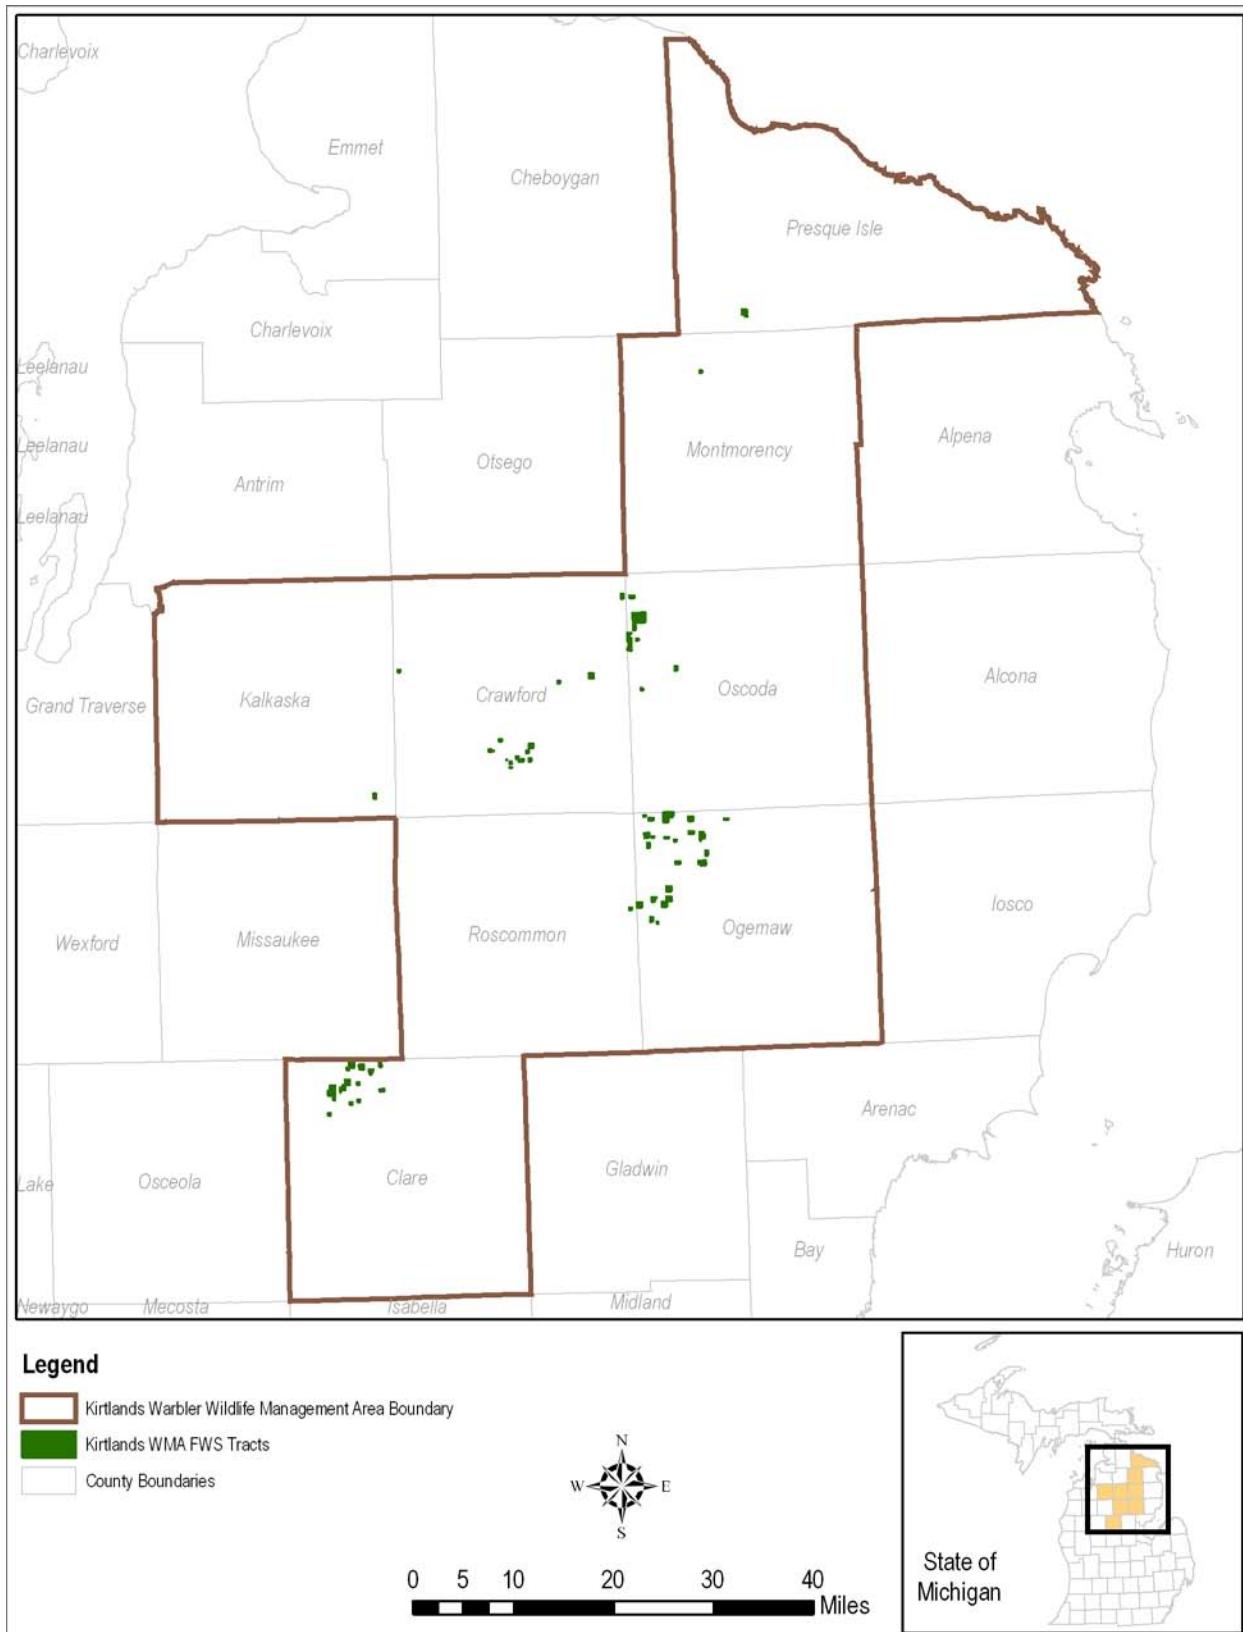 Charlevoix
Emmet
Cheboygan
Presque Isle
Charlevoix
Leelanau
Leelanau
Alpena
Montmorency
Otsego
Antrim
Leelanau
Alcona
Oscoda
Crawford
Kalkaska
Grand Traverse
Iosco
Ogemaw
Roscommon
Missaukee
Wexford
Arenac
Gladwin
Clare
Osceola
Lake
Bay
Huron
Newaygo
Mecosta
Isabella
Midland
Legend
Kirtlands Warbler Wildlife Management Area Boundary
Kirtlands WMA FWS Tracts
County Boundaries
N
W
E
S
0 5 10 20 30 40
Miles
State of
Michigan